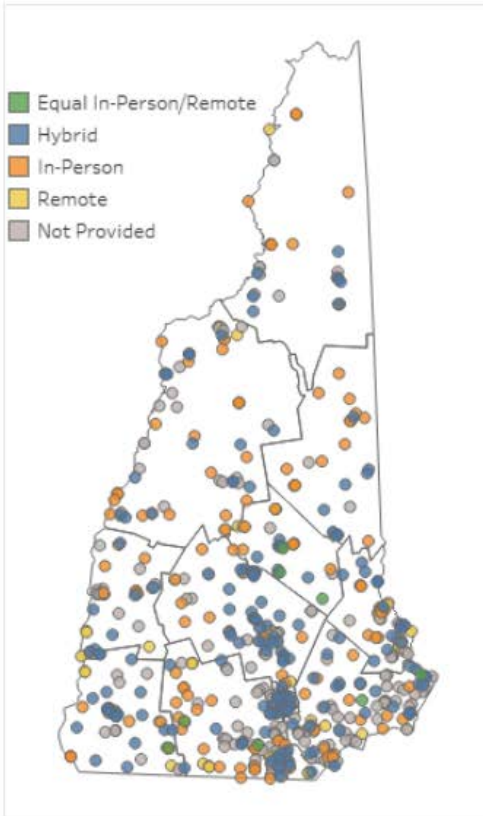 Equal In-Person/Remote
Hybrid
In-Person
Remote
Not Provided